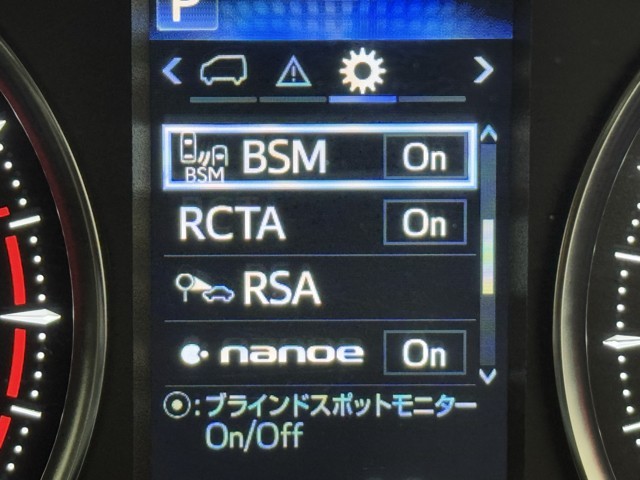 P
BSM BSM On
RCTA On
RSA
nanoe On
:ブラインドスポットモニター
On/Off